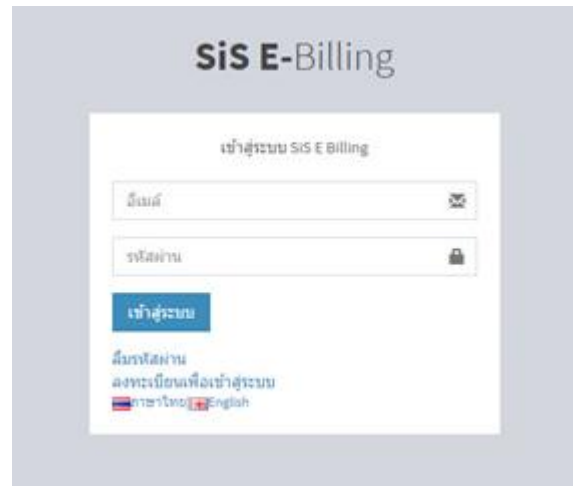 SiS E-Billing
เข้าสู่ระบบ SiS E Billing
อีเมล์
รหัสผ่าน
เข้าสู่ระบบ
ลืมรหัสผ่าน
ลงทะเบียนเพื่อเข้าสู่ระบบ
ภาษาไทย|English